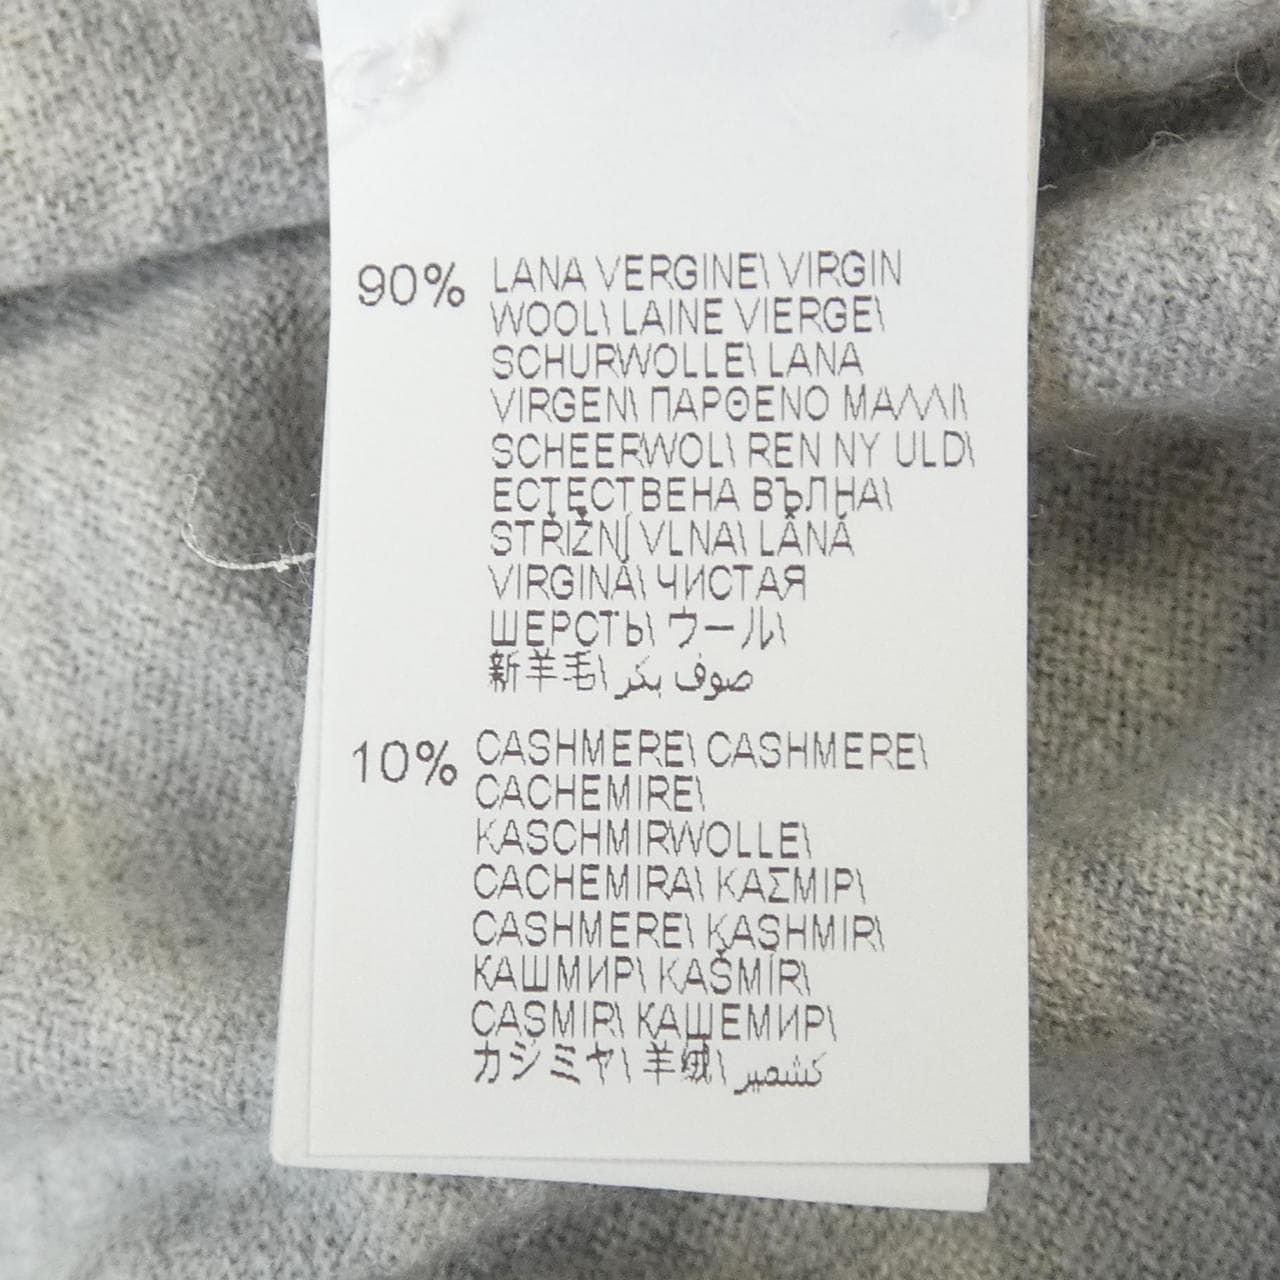 90% LANA VERGINE\ VIRGIN
WOOL\ LAINE VIERGE\
SCHURWOLLE\ LANA
VIRGEN\ ΠΑΡΘΕΝΟ ΜΑΛΛΙ\
SCHEERWOL\ REN NY ULD\
ЕСТЕСТВЕНА ВЪЛНА\
STŘIŽNÍ VLNA\ LÂNĂ
VIRGINĂ\ ЧИСТАЯ
ШЕРСТЬ\ ウール\
新羊毛\ صوف بكر
10% CASHMERE\ CASHMERE\
CACHEMIRE\
KASCHMIRWOLLE\
CACHEMIRA\ ΚΑΣΜΙΡ\
CASHMERE\ KASHMIR\
КАШМИР\ KAŠMÍR\
CASMIR\ КАШЕМИР\
カシミヤ\ 羊绒\ كشمير